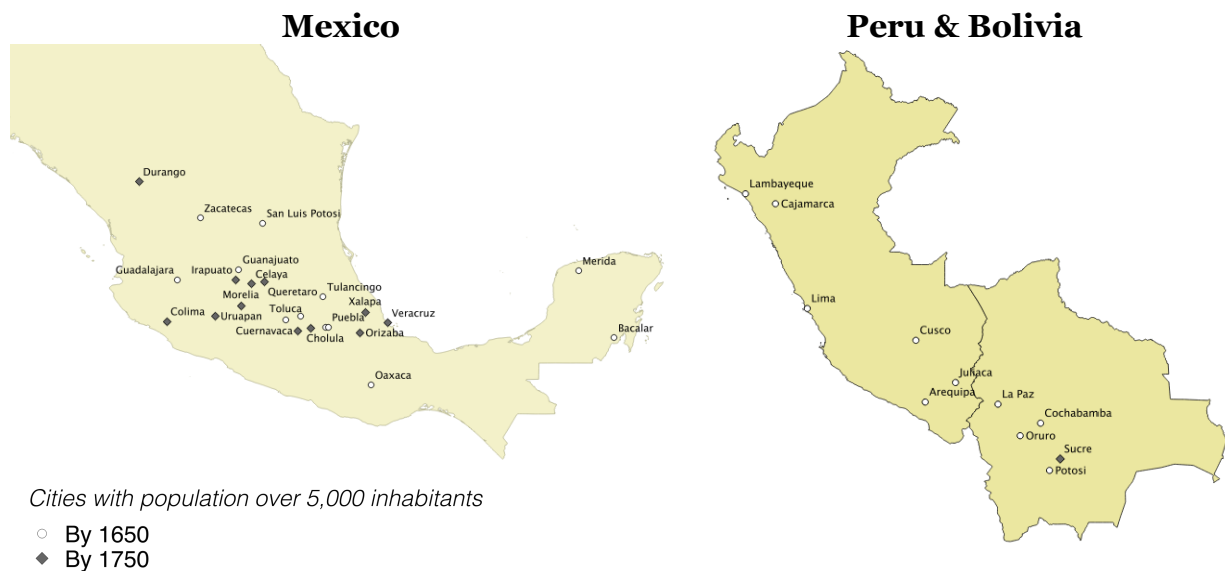 Mexico
Peru & Bolivia
Durango
Zacatecas
San Luis Potosi
Guadalajara
Irapuato
Guanajuato
Celaya
Queretaro
Tulancingo
Morelia
Colima
Uruapan
Toluca
Xalapa
Puebla
Veracruz
Cuernavaca
Cholula
Orizaba
Oaxaca
Merida
Bacalar
Lambayeque
Cajamarca
Lima
Cusco
Juliaca
Arequipa
La Paz
Cochabamba
Oruro
Sucre
Potosi
Cities with population over 5,000 inhabitants
By 1650
By 1750